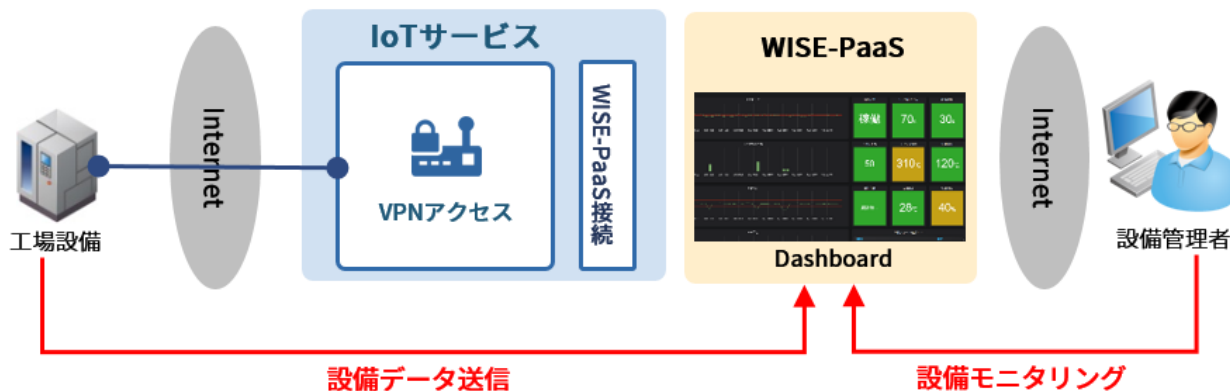 IoTサービス
WISE-PaaS
Internet
VPNアクセス
WISE-PaaS接続
稼働
70
30
50
310℃
120℃
28℃
40%
Dashboard
Internet
工場設備
設備管理者
設備データ送信
設備モニタリング